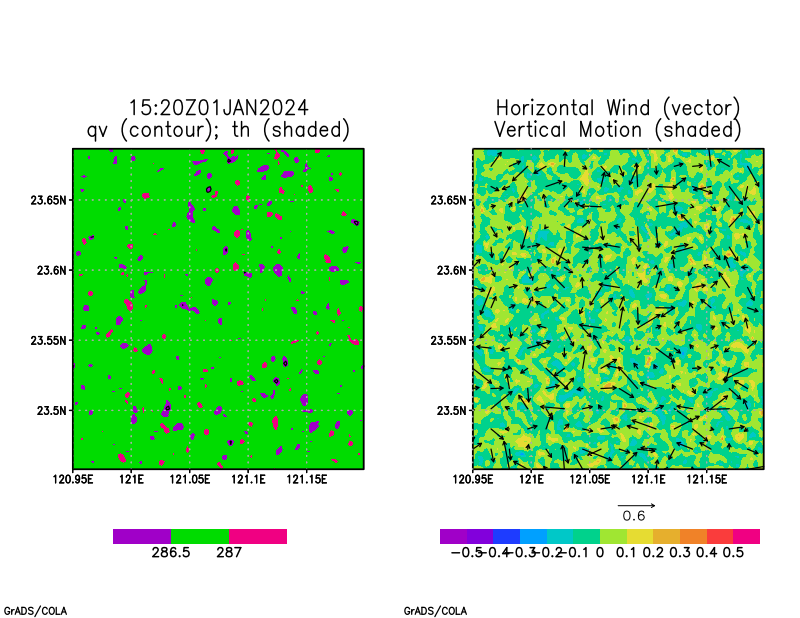 15:20Z01JAN2024
qv (contour); th (shaded)
23.65N
23.6N
23.55N
23.5N
120.95E 121E 121.05E 121.1E 121.15E
286.5 287
GrADS/COLA
Horizontal Wind (vector)
Vertical Motion (shaded)
23.65N
23.6N
23.55N
23.5N
120.95E 121E 121.05E 121.1E 121.15E
0.6
-0.5 -0.4 -0.3 -0.2 -0.1 0 0.1 0.2 0.3 0.4 0.5
GrADS/COLA